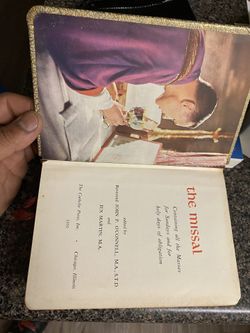 the missal
Containing all the Masses
for Sundays and for
holy days of obligation
edited by
Reverend JOHN P. O'CONNELL, M.A., S.T.D.
and
JEX MARTIN, M.A.
The Catholic Press, Inc. · Chicago, Illinois